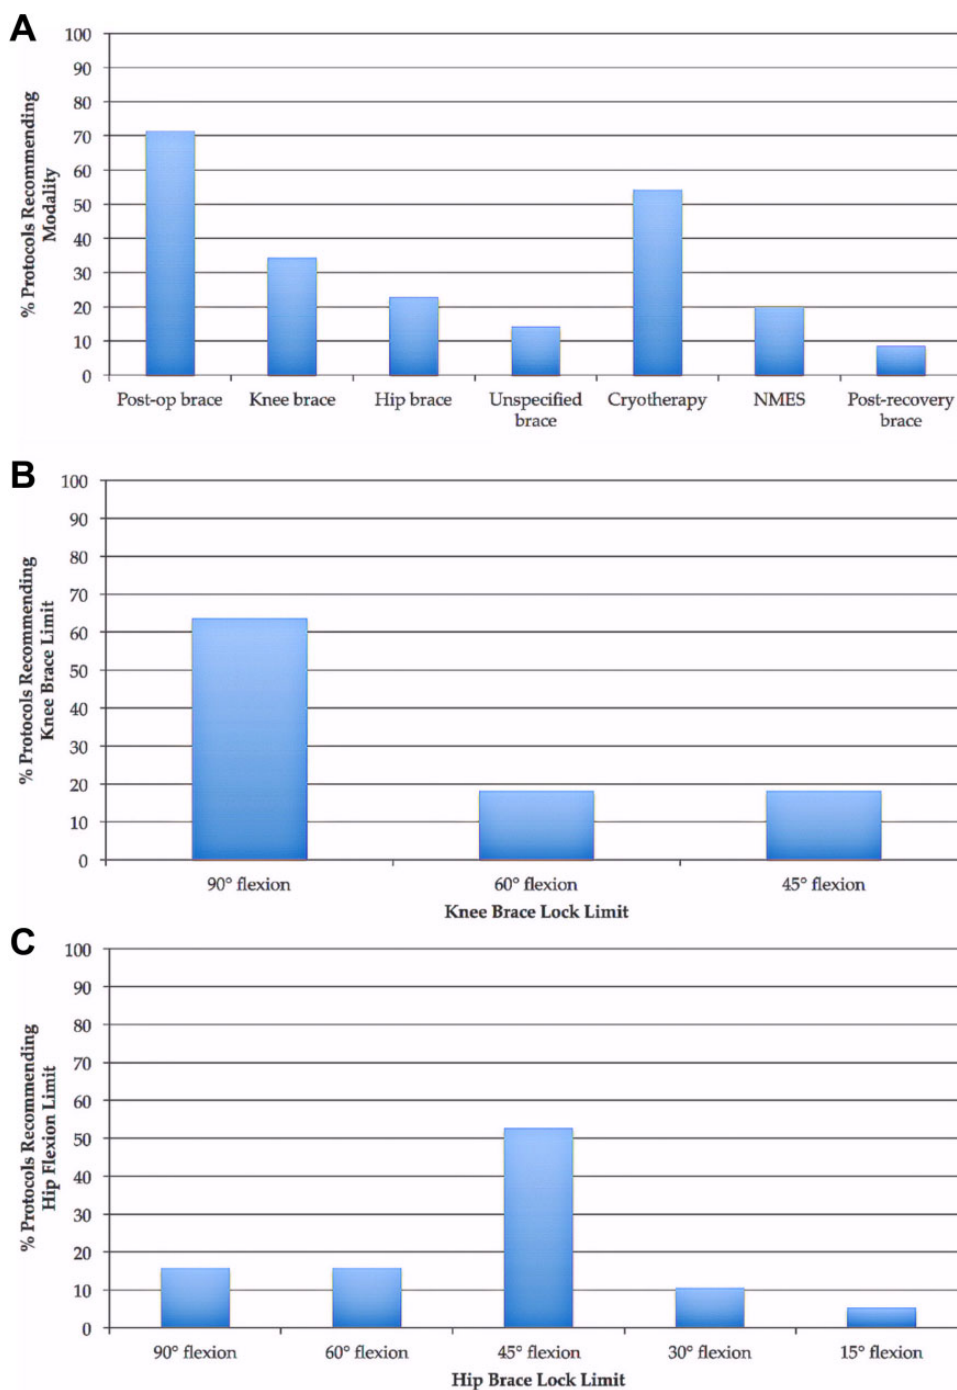 A
% Protocols Recommending
Modality
100
90
80
70
60
50
40
30
20
10
0
Post-op brace
Knee brace
Hip brace
Unspecified
brace
Cryotherapy
NMES
Post-recovery
brace
B
% Protocols Recommending
Knee Brace Limit
100
90
80
70
60
50
40
30
20
10
0
90° flexion
60° flexion
45° flexion
Knee Brace Lock Limit
C
% Protocols Recommending
Hip Flexion Limit
100
90
80
70
60
50
40
30
20
10
0
90° flexion
60° flexion
45° flexion
30° flexion
15° flexion
Hip Brace Lock Limit